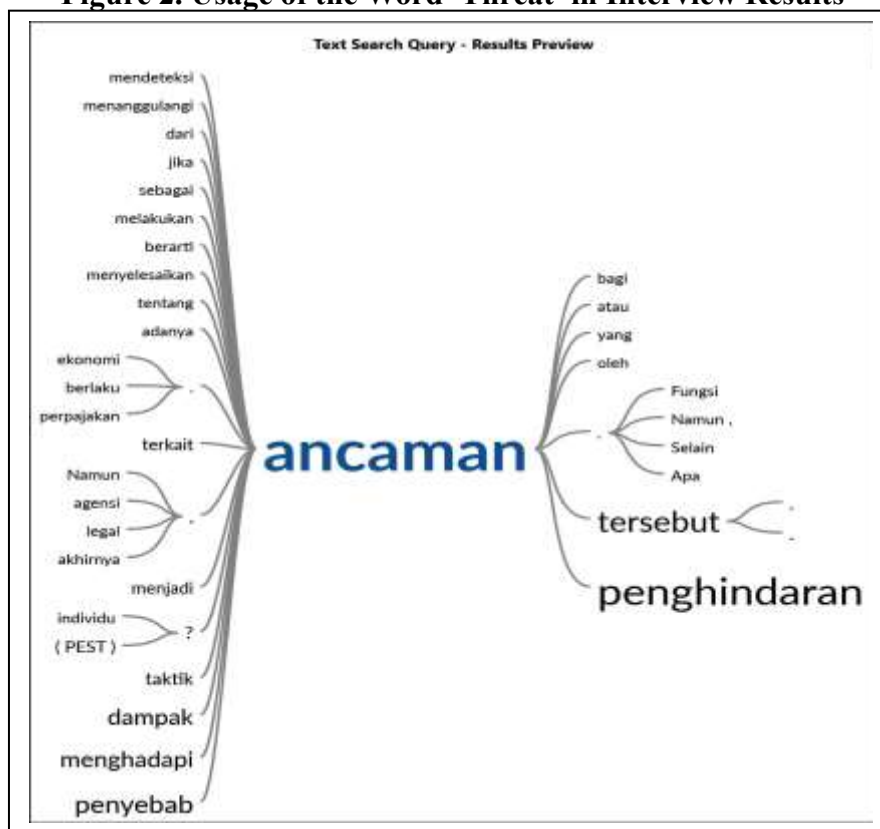 Figure 2. Usage of the Word "Threat" in Interview Results
Text Search Query - Results Preview
mendeteksi
menanggulangi
dari
jika
sebagai
melakukan
berarti
menyelesaikan
tentang
adanya
ekonomi
berlaku
perpajakan
.
terkait
Namun
agensi
legal
akhirnya
,
menjadi
individu
( PEST )
?
taktik
dampak
menghadapi
penyebab
ancaman
bagi
atau
yang
oleh
.
Fungsi
Namun ,
Selain
Apa
tersebut
penghindaran